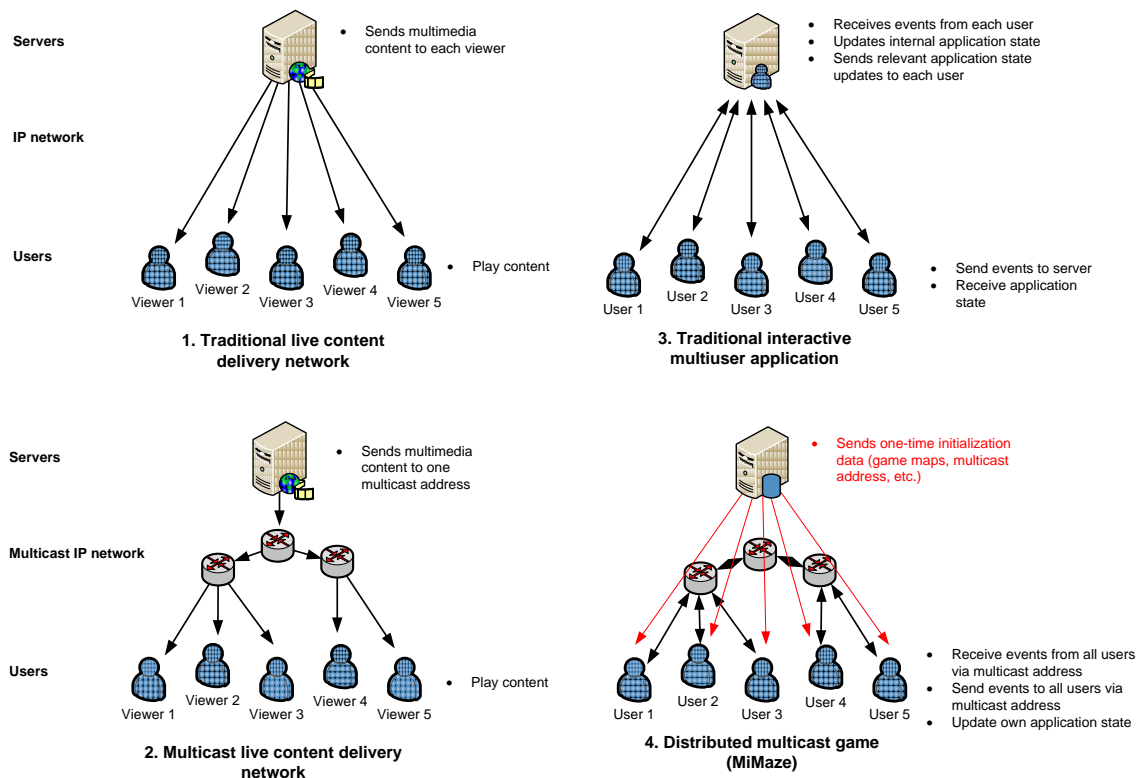 Servers
• Sends multimedia
content to each viewer
IP network
Users
Viewer 1
Viewer 2
Viewer 3
Viewer 4
Viewer 5
• Play content
1. Traditional live content
delivery network
• Receives events from each user
• Updates internal application state
• Sends relevant application state
updates to each user
User 1
User 2
User 3
User 4
User 5
• Send events to server
• Receive application
state
3. Traditional interactive
multiuser application
Servers
• Sends multimedia
content to one
multicast address
Multicast IP network
Users
Viewer 1
Viewer 2
Viewer 3
Viewer 4
Viewer 5
• Play content
2. Multicast live content delivery
network
• Sends one-time initialization
data (game maps, multicast
address, etc.)
User 1
User 2
User 3
User 4
User 5
• Receive events from all users
via multicast address
• Send events to all users via
multicast address
• Update own application state
4. Distributed multicast game
(MiMaze)